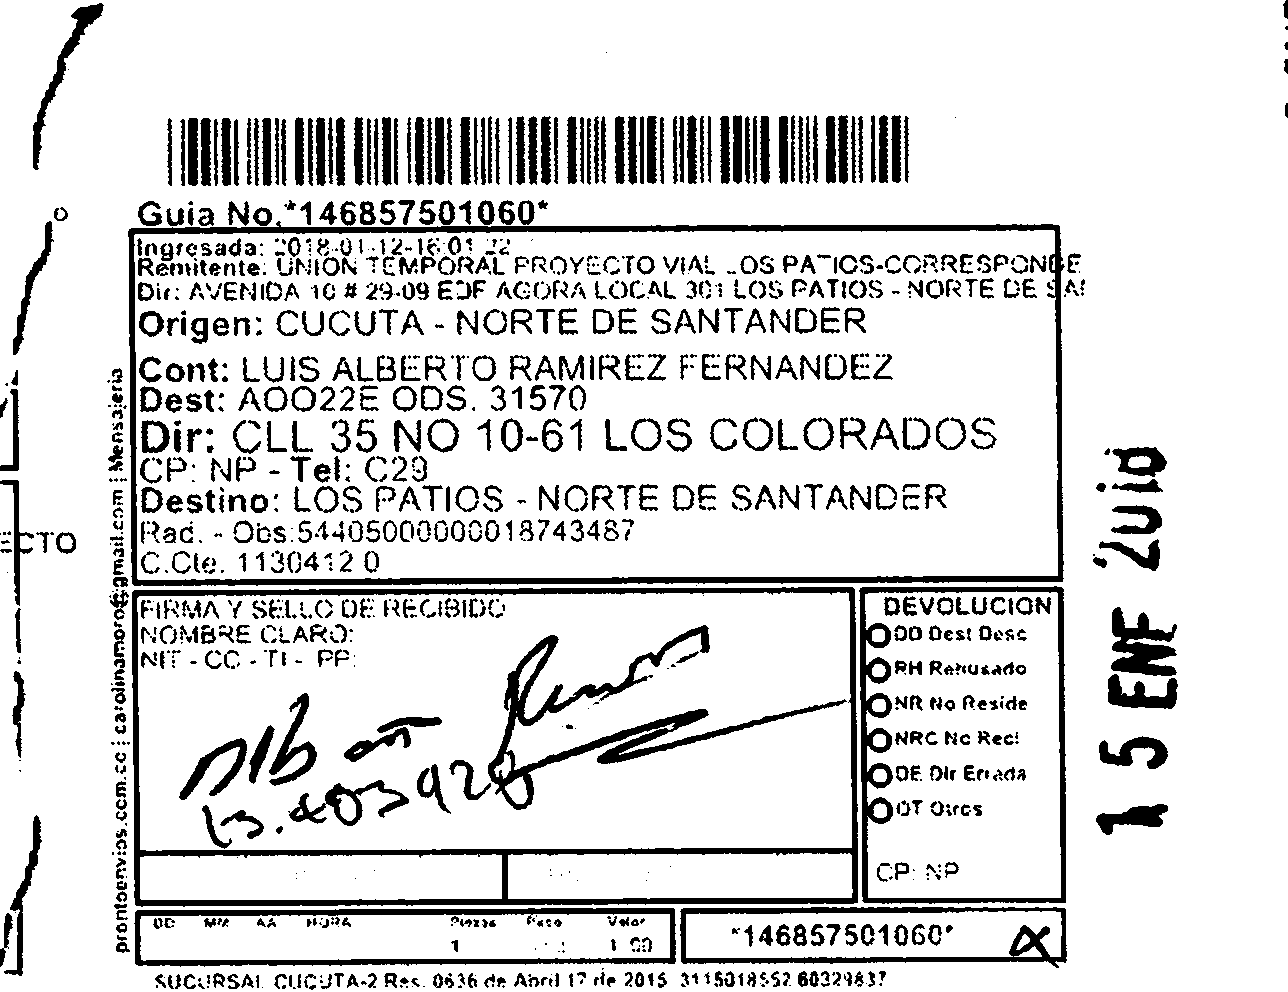 Guia No.*146857501060*
Ingresada: 2018-01-12-16:01:22
Remitente: UNION TEMPORAL PROYECTO VIAL LOS PATIOS-CORRESPONDE
Dir: AVENIDA 10 # 29-09 EDF AGORA LOCAL 301 LOS PATIOS - NORTE DE SAN
Origen: CUCUTA - NORTE DE SANTANDER
Cont: LUIS ALBERTO RAMIREZ FERNANDEZ
Dest: AOO22E ODS. 31570
Dir: CLL 35 NO 10-61 LOS COLORADOS
CP: NP - Tel: C29
Destino: LOS PATIOS - NORTE DE SANTANDER
Rad. - Obs:
C.Cte. 1130412 0
ECTO
prontoenvios.com.co | carolinamoro@gmail.com | Mensajeria
15 ENE 2018
FIRMA Y SELLO DE RECIBIDO
NOMBRE CLARO:
NIT - CC - TI - PP:
13.403928
DEVOLUCION
DD Dest Desc
RH Rehusado
NR No Reside
NRC No Recl
DE Dir Errada
OT Otros
CP: NP
DD MM AA HORA Piezas Peso Valor
1
*146857501060*
SUCURSAL CUCUTA-2 Res. 0636 de Abril 17 de 2015 3115018552 60329837